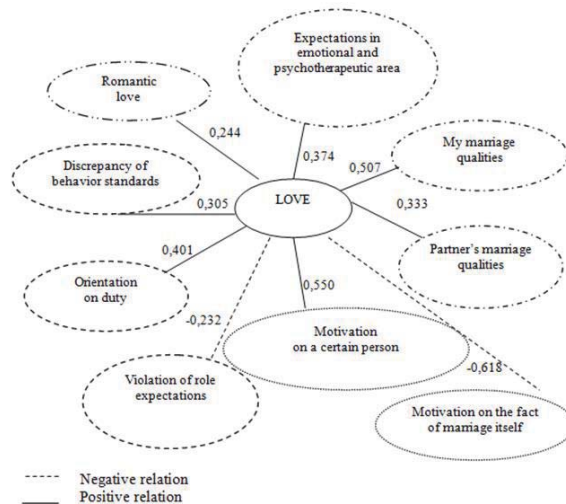 Expectations in
emotional and
psychotherapeutic area
Romantic
love
0,244
0,374
0,507
My marriage
qualities
Discrepancy of
behavior standards
0,305
LOVE
0,333
Partner's marriage
qualities
0,401
Orientation
on duty
0,550
-0,232
Motivation
on a certain person
-0,618
Violation of role
expectations
Motivation on the fact
of marriage itself
Negative relation
Positive relation